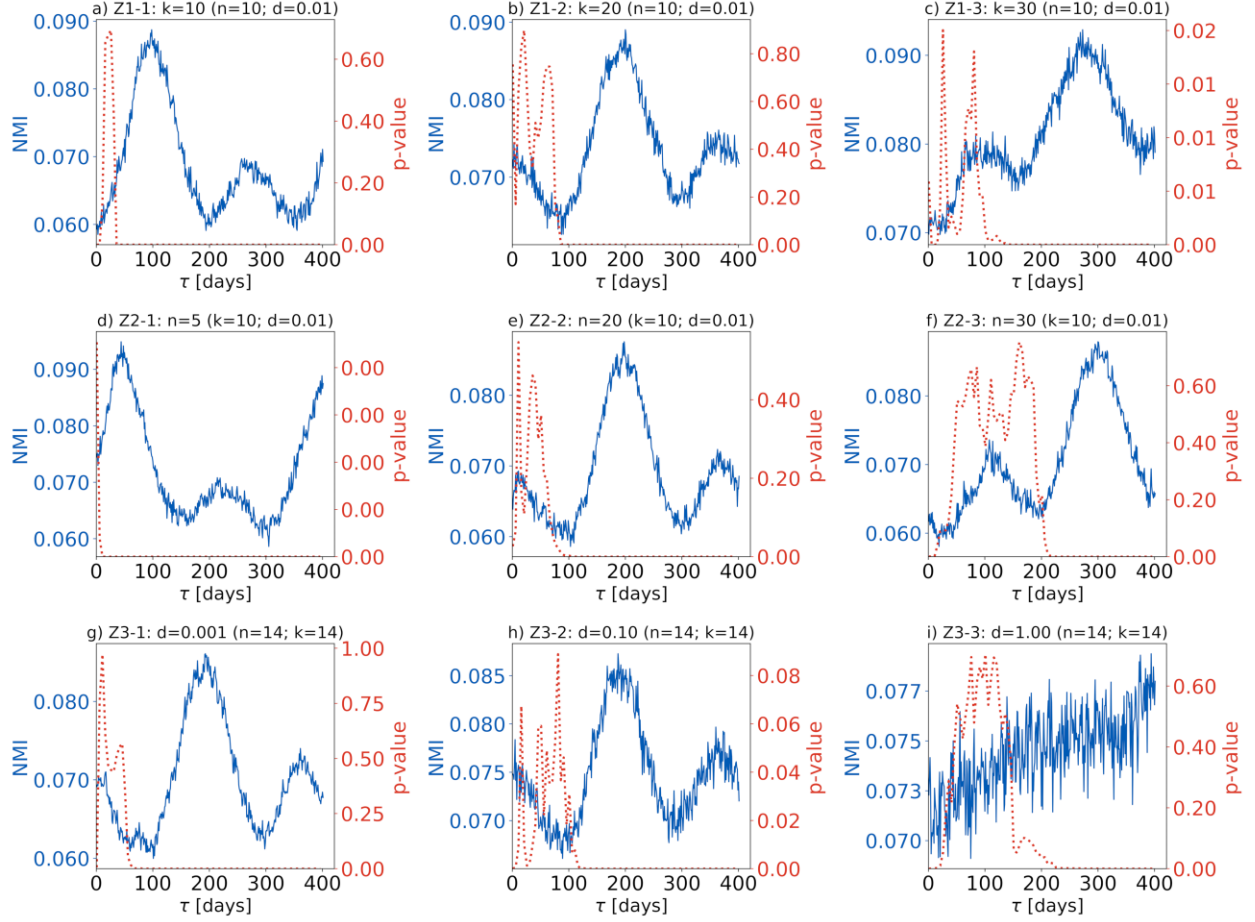 a) Z1-1: k=10 (n=10; d=0.01)
0.090
0.080
0.070
0.060
NMI
0.60
0.40
0.20
0.00
p-value
0 100 200 300 400
τ [days]
b) Z1-2: k=20 (n=10; d=0.01)
0.080
0.070
NMI
0.80
0.60
0.40
0.20
0.00
p-value
0 100 200 300 400
τ [days]
c) Z1-3: k=30 (n=10; d=0.01)
0.090
0.080
0.070
NMI
0.02
0.01
0.01
0.01
0.00
p-value
0 100 200 300 400
τ [days]
d) Z2-1: n=5 (k=10; d=0.01)
0.090
0.080
0.070
0.060
NMI
0.00
0.00
0.00
0.00
0.00
p-value
0 100 200 300 400
τ [days]
e) Z2-2: n=20 (k=10; d=0.01)
0.080
0.070
0.060
NMI
0.40
0.20
0.00
p-value
0 100 200 300 400
τ [days]
f) Z2-3: n=30 (k=10; d=0.01)
0.080
0.070
0.060
NMI
0.60
0.40
0.20
0.00
p-value
0 100 200 300 400
τ [days]
g) Z3-1: d=0.001 (n=14; k=14)
0.080
0.070
0.060
NMI
1.00
0.75
0.50
0.25
0.00
p-value
0 100 200 300 400
τ [days]
h) Z3-2: d=0.10 (n=14; k=14)
0.085
0.080
0.075
0.070
NMI
0.08
0.06
0.04
0.02
0.00
p-value
0 100 200 300 400
τ [days]
i) Z3-3: d=1.00 (n=14; k=14)
0.077
0.075
0.073
0.070
NMI
0.60
0.40
0.20
0.00
p-value
0 100 200 300 400
τ [days]